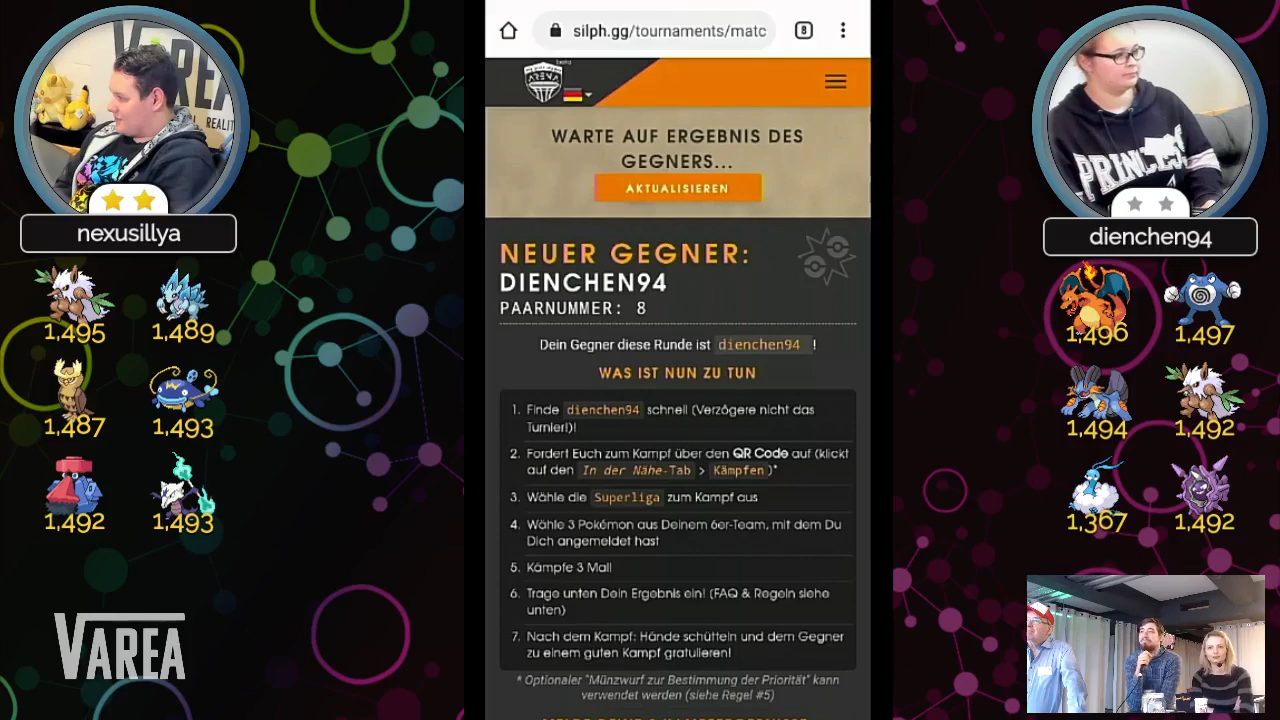 silph.gg/tournaments/matc
8
ARENA
WARTE AUF ERGEBNIS DES
GEGNERS...
AKTUALISIEREN
NEUER GEGNER:
DIENCHEN94
PAARNUMMER: 8
Dein Gegner diese Runde ist dienchen94 !
WAS IST NUN ZU TUN
1. Finde dienchen94 schnell (Verzögere nicht das
Turnier!)!
2. Fordert Euch zum Kampf über den QR Code auf (klickt
auf den In der Nähe-Tab > Kämpfen)*
3. Wähle die Superliga zum Kampf aus
4. Wähle 3 Pokémon aus Deinem 6er-Team, mit dem Du
Dich angemeldet hast
5. Kämpfe 3 Mal!
6. Trage unten Dein Ergebnis ein! (FAQ & Regeln siehe
unten)
7. Nach dem Kampf: Hände schütteln und dem Gegner
zu einem guten Kampf gratulieren!
* Optionaler "Münzwurf zur Bestimmung der Priorität" kann
verwendet werden (siehe Regel #5)
VAREA
REALIT
nexusillya
1,495 1,489
1,487 1,493
1,492 1,493
VAREA
PRINCESS
dienchen94
1,496 1,497
1,494 1,492
1,367 1,492